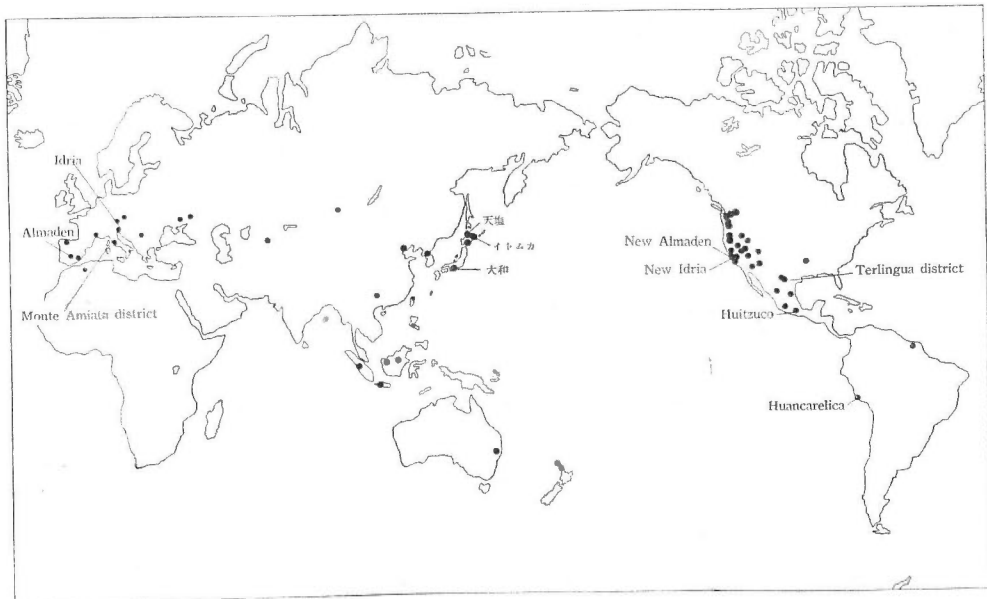 Idria
Almaden
Monte Amiata district
天塩
イトムカ
大和
New Almaden
New Idria
Terlingua district
Huitzuco
Huancarelica